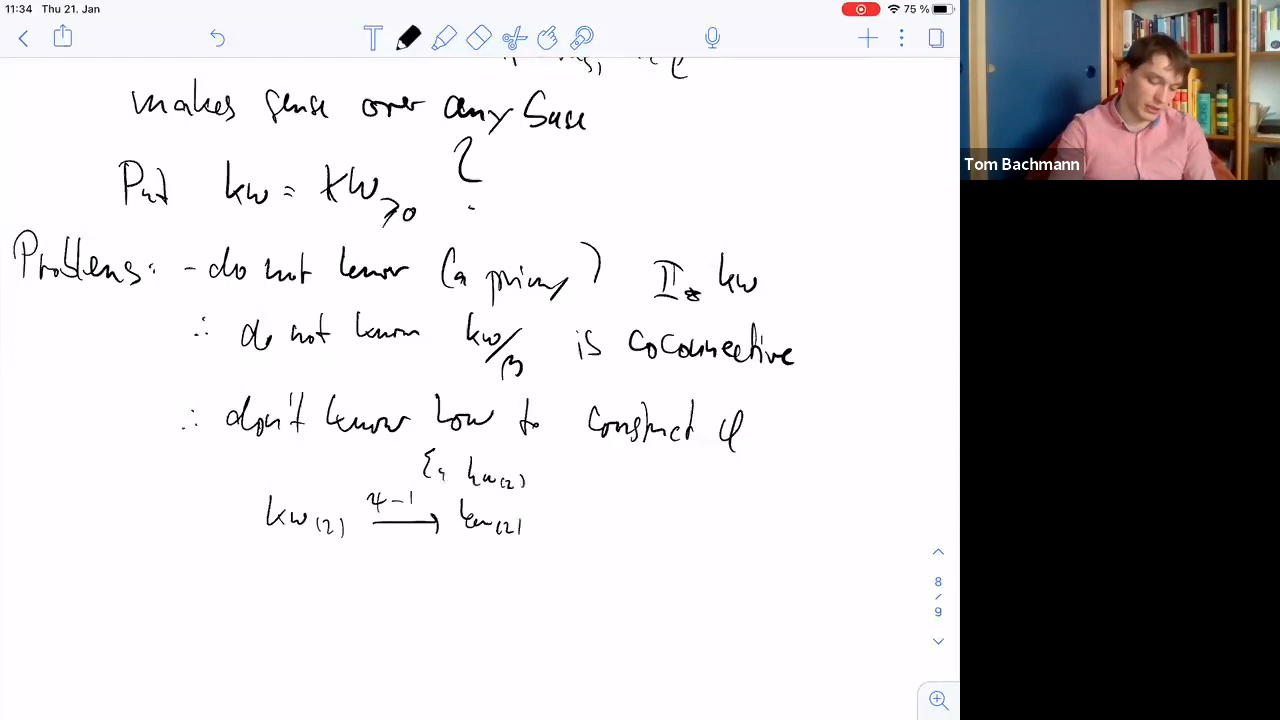 11:34 Thu 21. Jan
75 %
makes sense over any base
Put kw = KW≥0 ?
Problems: - do not know (a priori) π_* kw
∴ do not know kw/β is coconnective
∴ don't know how to construct φ
Σ⁴ kw(2)
kw(2) ψ-1 → kw(2)
8
/
9
Tom Bachmann